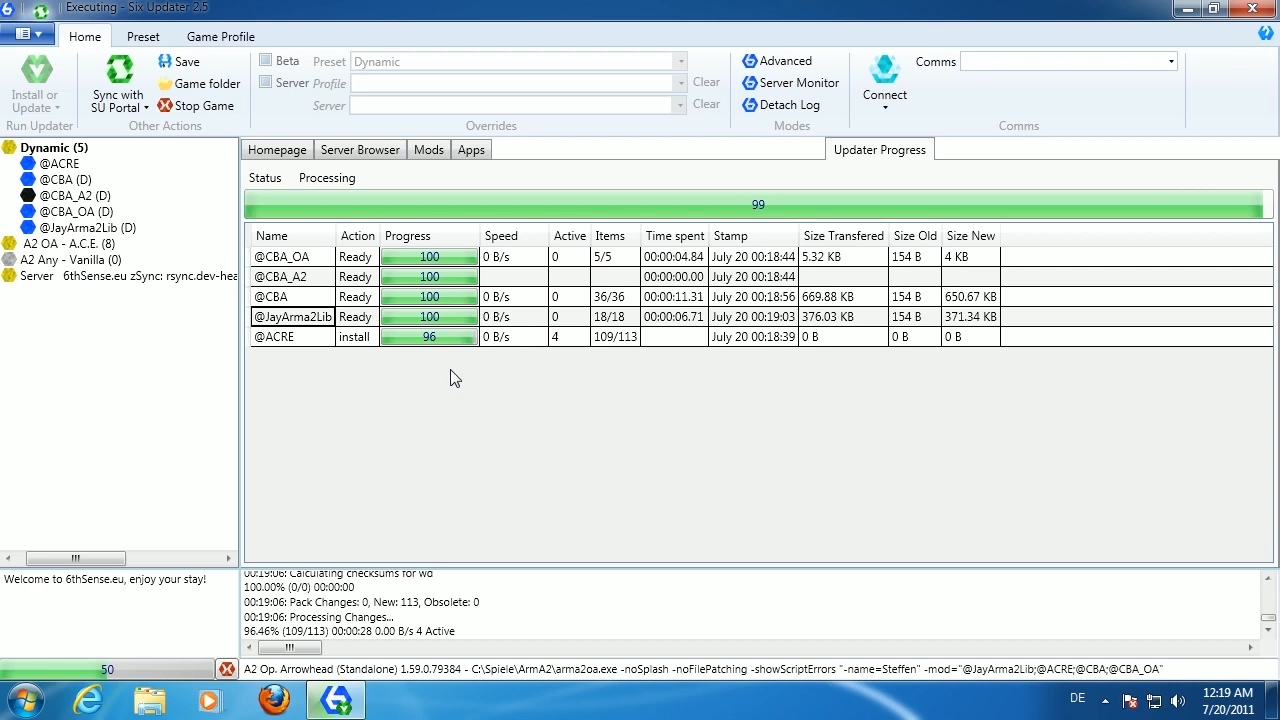 Executing - Six Updater 2.5
Home Preset Game Profile
Install or Update
Run Updater
Sync with SU Portal
Save
Game folder
Stop Game
Other Actions
Beta Preset Dynamic
Server Profile Clear
Server Clear
Overrides
Advanced
Server Monitor
Detach Log
Modes
Connect
Comms
Comms
Dynamic (5)
@ACRE
@CBA (D)
@CBA_A2 (D)
@CBA_OA (D)
@JayArma2Lib (D)
A2 OA - A.C.E. (8)
A2 Any - Vanilla (0)
Server 6thSense.eu zSync: rsync.dev-hea
Homepage Server Browser Mods Apps Updater Progress
Status Processing
99
Name Action Progress Speed Active Items Time spent Stamp Size Transfered Size Old Size New
@CBA_OA Ready 100 0 B/s 0 5/5 00:00:04.84 July 20 00:18:44 5.32 KB 154 B 4 KB
@CBA_A2 Ready 100 00:00:00.00 July 20 00:18:44
@CBA Ready 100 0 B/s 0 36/36 00:00:11.31 July 20 00:18:56 669.88 KB 154 B 650.67 KB
@JayArma2Lib Ready 100 0 B/s 0 18/18 00:00:06.71 July 20 00:19:03 376.03 KB 154 B 371.34 KB
@ACRE install 96 0 B/s 4 109/113 July 20 00:18:39 0 B 0 B 0 B
Welcome to 6thSense.eu, enjoy your stay!
00:19:06: Calculating checksums for wd
100.00% (0/0) 00:00:00
00:19:06: Pack Changes: 0, New: 113, Obsolete: 0
00:19:06: Processing Changes...
96.46% (109/113) 00:00:28 0.00 B/s 4 Active
50
A2 Op. Arrowhead (Standalone) 1.59.0.79384 - C:\Spiele\ArmA2\arma2oa.exe -noSplash -noFilePatching -showScriptErrors "-name=Steffen" -mod="@JayArma2Lib;@ACRE;@CBA;@CBA_OA"
DE
12:19 AM
7/20/2011